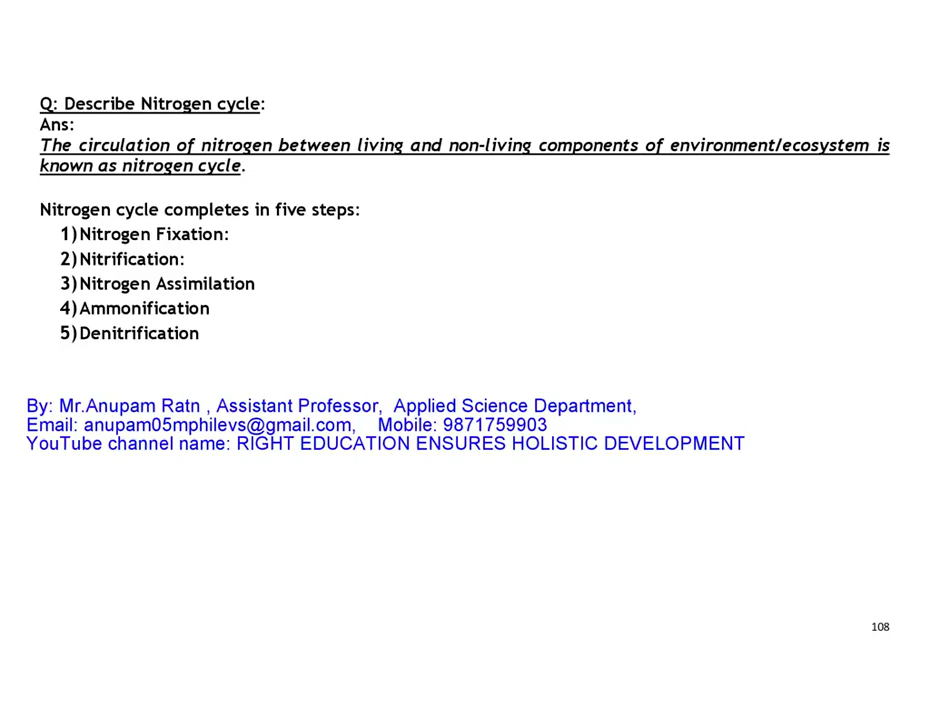 Q: Describe Nitrogen cycle:
Ans:
The circulation of nitrogen between living and non-living components of environment/ecosystem is
known as nitrogen cycle.
Nitrogen cycle completes in five steps:
1) Nitrogen Fixation:
2) Nitrification:
3) Nitrogen Assimilation
4) Ammonification
5) Denitrification
By: Mr.Anupam Ratn , Assistant Professor, Applied Science Department,
Email: anupam05mphilevs@gmail.com, Mobile: 9871759903
YouTube channel name: RIGHT EDUCATION ENSURES HOLISTIC DEVELOPMENT
108